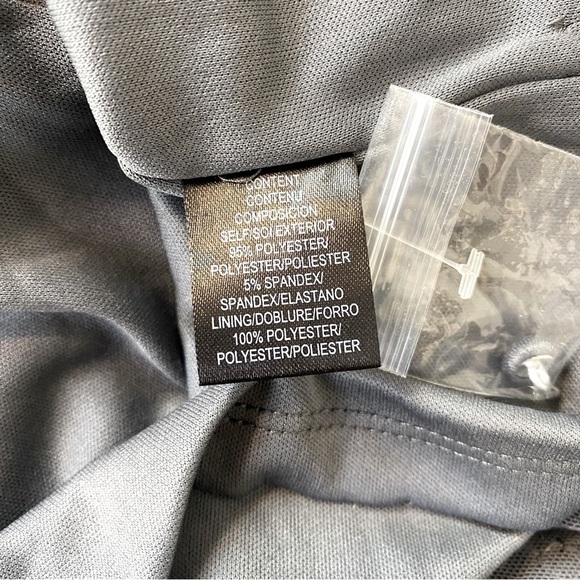 CONTENT
CONTENU
COMPOSICION
SELF/SOI/EXTERIOR
95% POLYESTER/
POLYESTER/POLIESTER
5% SPANDEX/
SPANDEX/ELASTANO
LINING/DOBLURE/FORRO
100% POLYESTER/
POLYESTER/POLIESTER